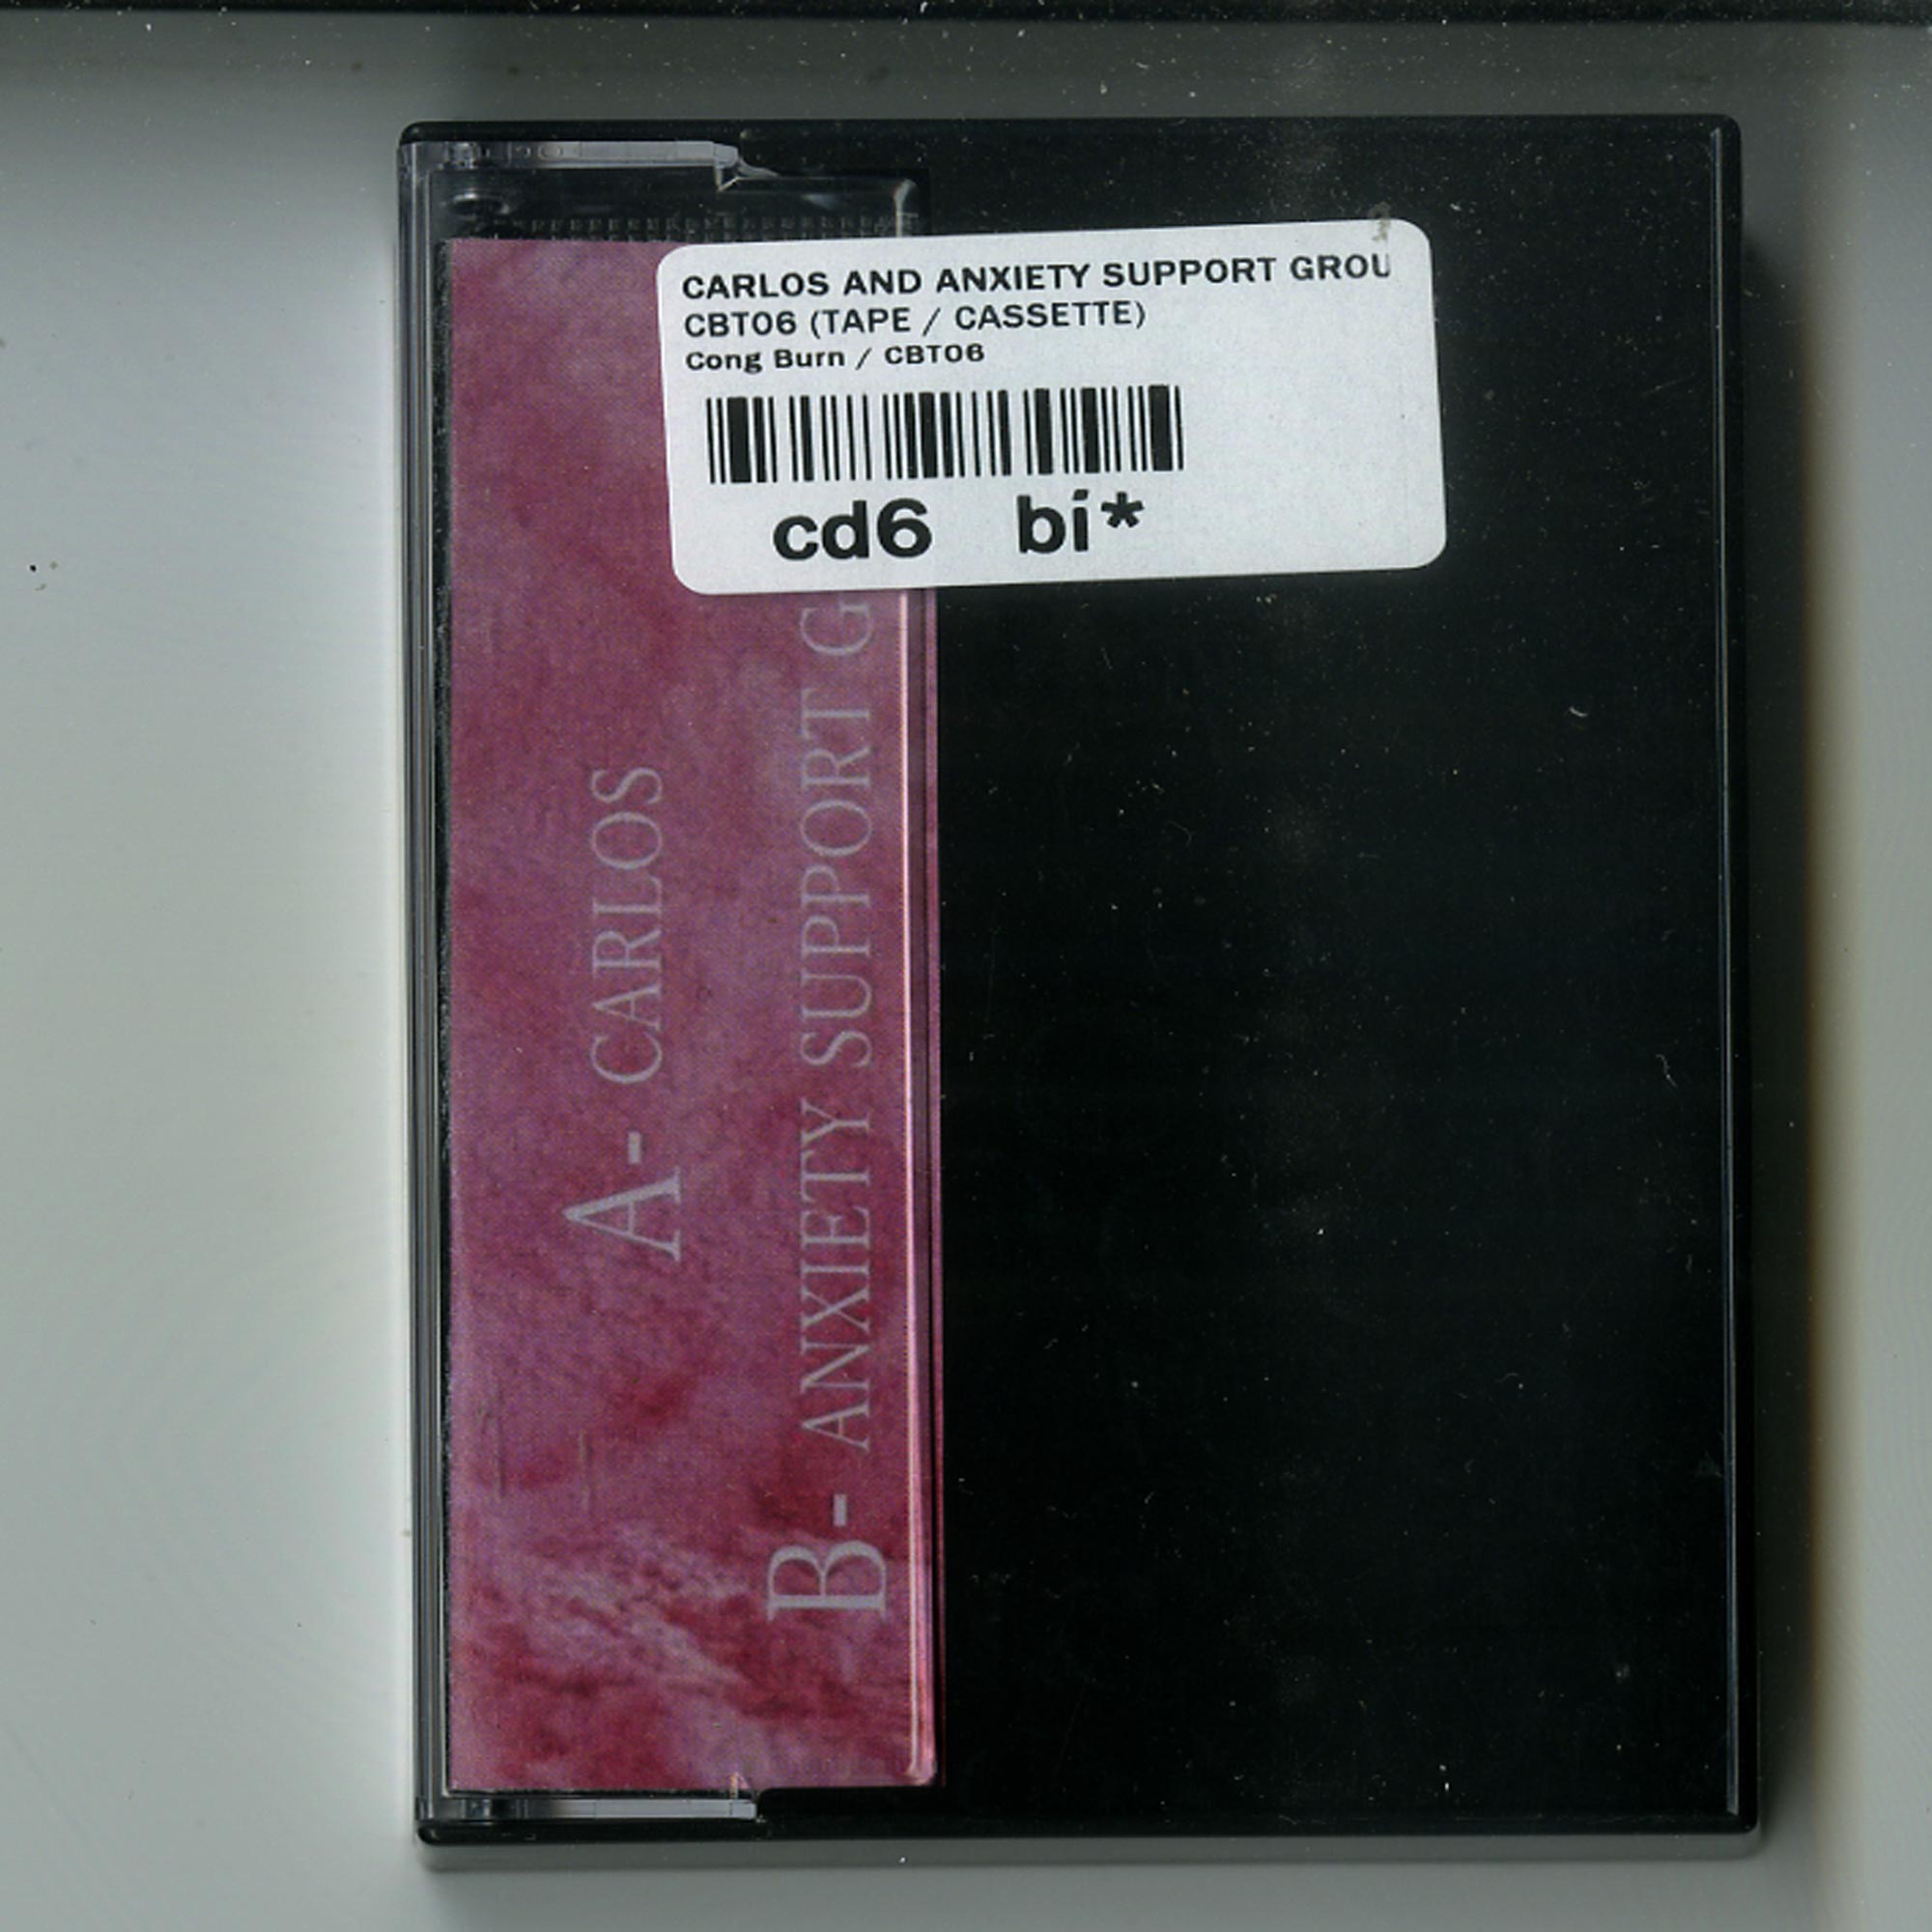 CARLOS AND ANXIETY SUPPORT GROU
CBT06 (TAPE / CASSETTE)
Cong Burn / CBT06
cd6 bi*
A- CARLOS
B- ANXIETY SUPPORT G